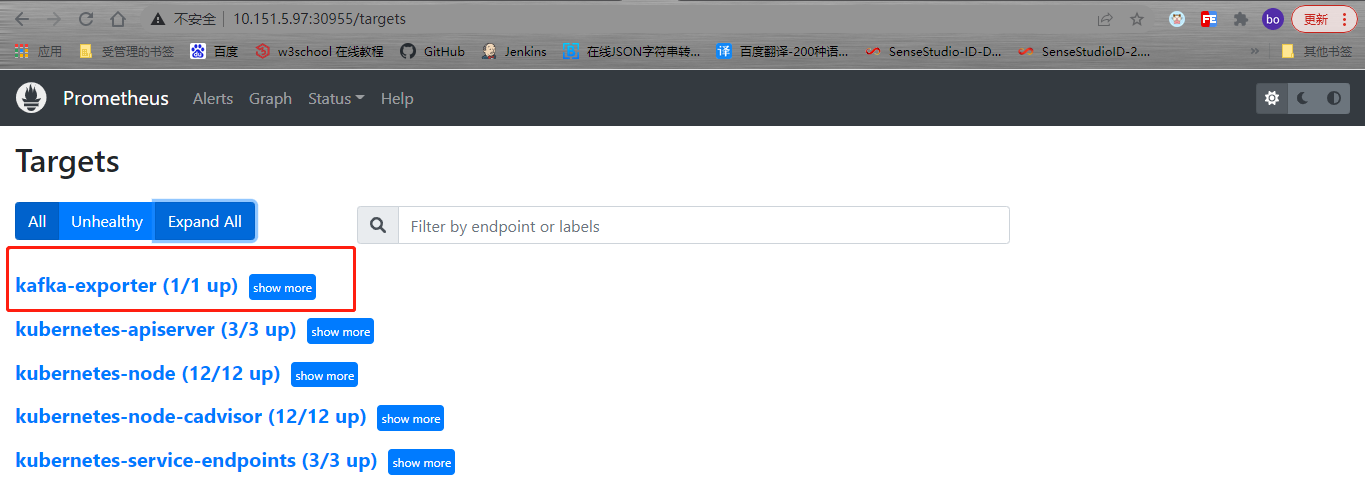 不安全 10.151.5.97:30955/targets bo 更新
应用 受管理的书签 百度 w3school 在线教程 GitHub Jenkins 在线JSON字符串转... 译 百度翻译-200种语... SenseStudio-ID-D... SenseStudioID-2.... » 其他书签
Prometheus Alerts Graph Status Help
Targets
All Unhealthy Expand All Filter by endpoint or labels
kafka-exporter (1/1 up) show more
kubernetes-apiserver (3/3 up) show more
kubernetes-node (12/12 up) show more
kubernetes-node-cadvisor (12/12 up) show more
kubernetes-service-endpoints (3/3 up) show more